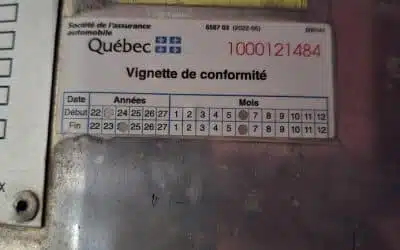 Société de l'assurance
automobile
6567 03 (2022-05)
Québec
1000121484
Vignette de conformité
Date Années Mois
Début 22 24 25 26 27 1 2 3 4 5 7 8 9 10 11 12
Fin 22 23 25 26 27 1 2 3 4 5 7 8 9 10 11 12
X